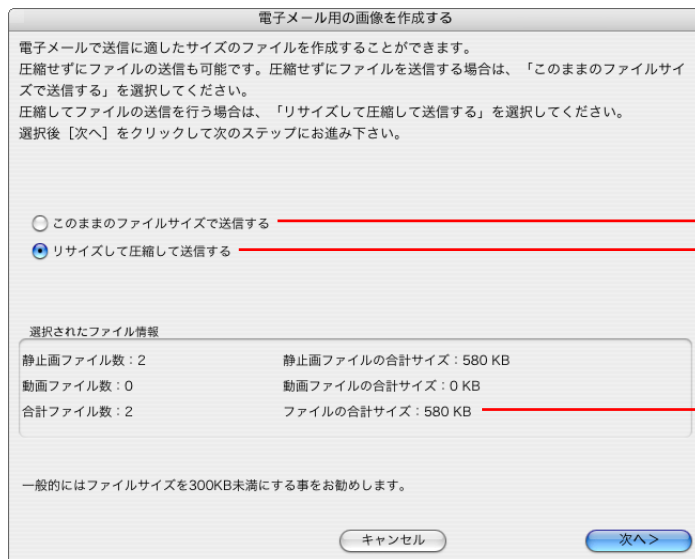 電子メール用の画像を作成する
電子メールで送信に適したサイズのファイルを作成することができます。
圧縮せずにファイルの送信も可能です。圧縮せずにファイルを送信する場合は、「このままのファイルサイ
ズで送信する」を選択してください。
圧縮してファイルの送信を行う場合は、「リサイズして圧縮して送信する」を選択してください。
選択後［次へ］をクリックして次のステップにお進み下さい。
このままのファイルサイズで送信する
リサイズして圧縮して送信する
選択されたファイル情報
静止画ファイル数：2 静止画ファイルの合計サイズ：580 KB
動画ファイル数：0 動画ファイルの合計サイズ：0 KB
合計ファイル数：2 ファイルの合計サイズ：580 KB
一般的にはファイルサイズを300KB未満にする事をお勧めします。
キャンセル 次へ＞